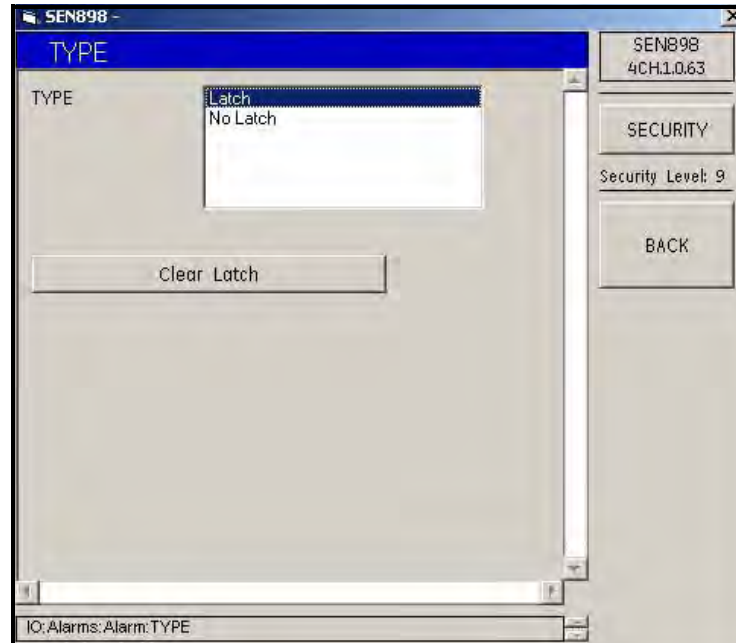 SEN898 -
TYPE
SEN898
4CH.1.0.63
TYPE
Latch
No Latch
SECURITY
Security Level: 9
BACK
Clear Latch
IO:Alarms:Alarm:TYPE